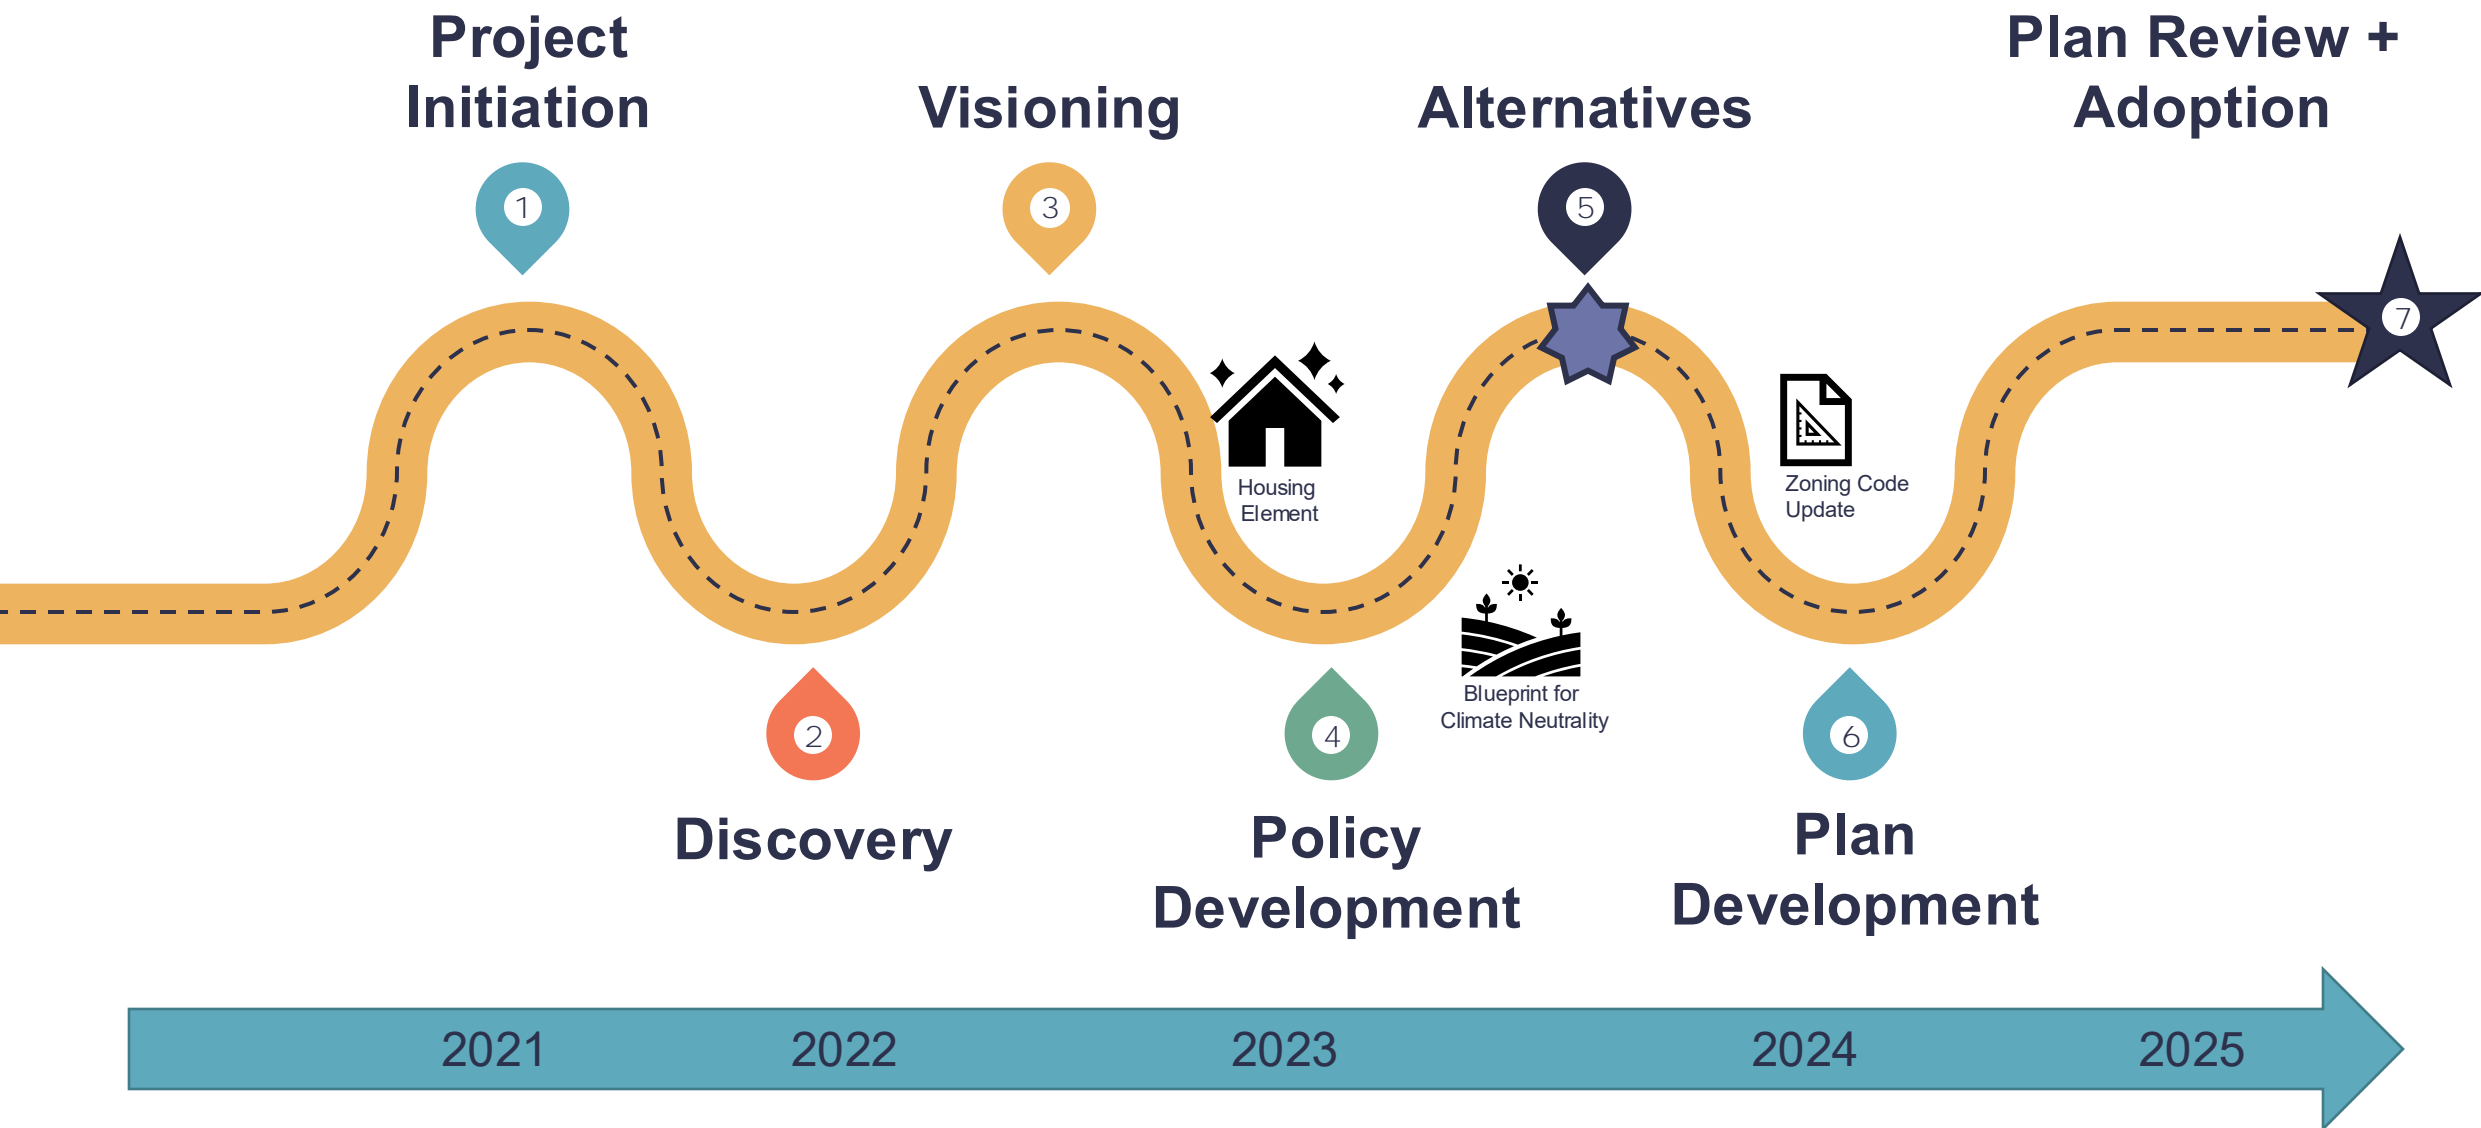 Project
Initiation
Visioning
Alternatives
Plan Review +
Adoption
1
3
5
7
Housing
Element
Zoning Code
Update
Blueprint for
Climate Neutrality
2
4
6
Discovery
Policy
Development
Plan
Development
2021
2022
2023
2024
2025